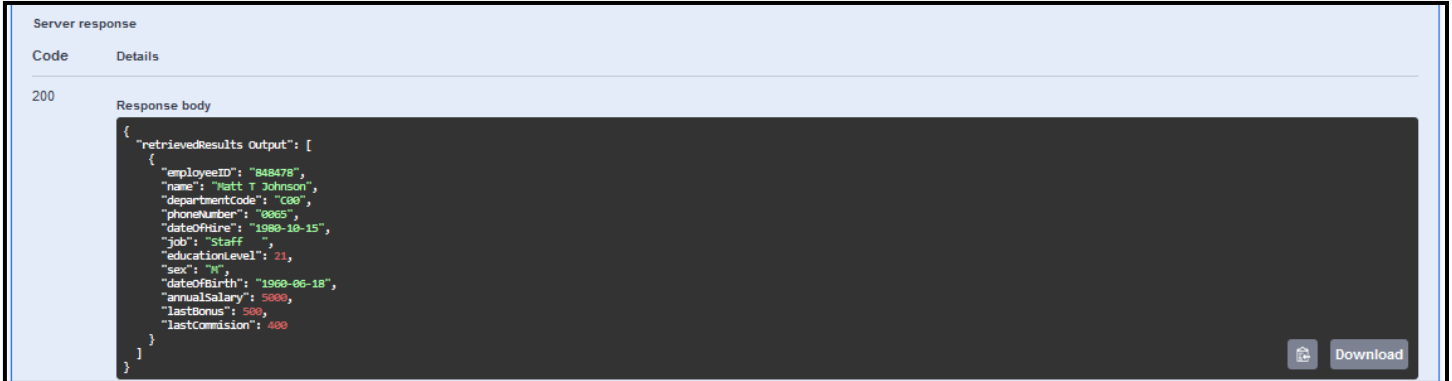 Server response
Code Details
200
Response body
{
  "retrievedResults Output": [
    {
      "employeeID": "848478",
      "name": "Matt T Johnson",
      "departmentCode": "C00",
      "phoneNumber": "0065",
      "dateOfHire": "1980-10-15",
      "job": "Staff   ",
      "educationLevel": 21,
      "sex": "M",
      "dateOfBirth": "1960-06-18",
      "annualSalary": 5000,
      "lastBonus": 500,
      "lastCommision": 400
    }
  ]
}
Download